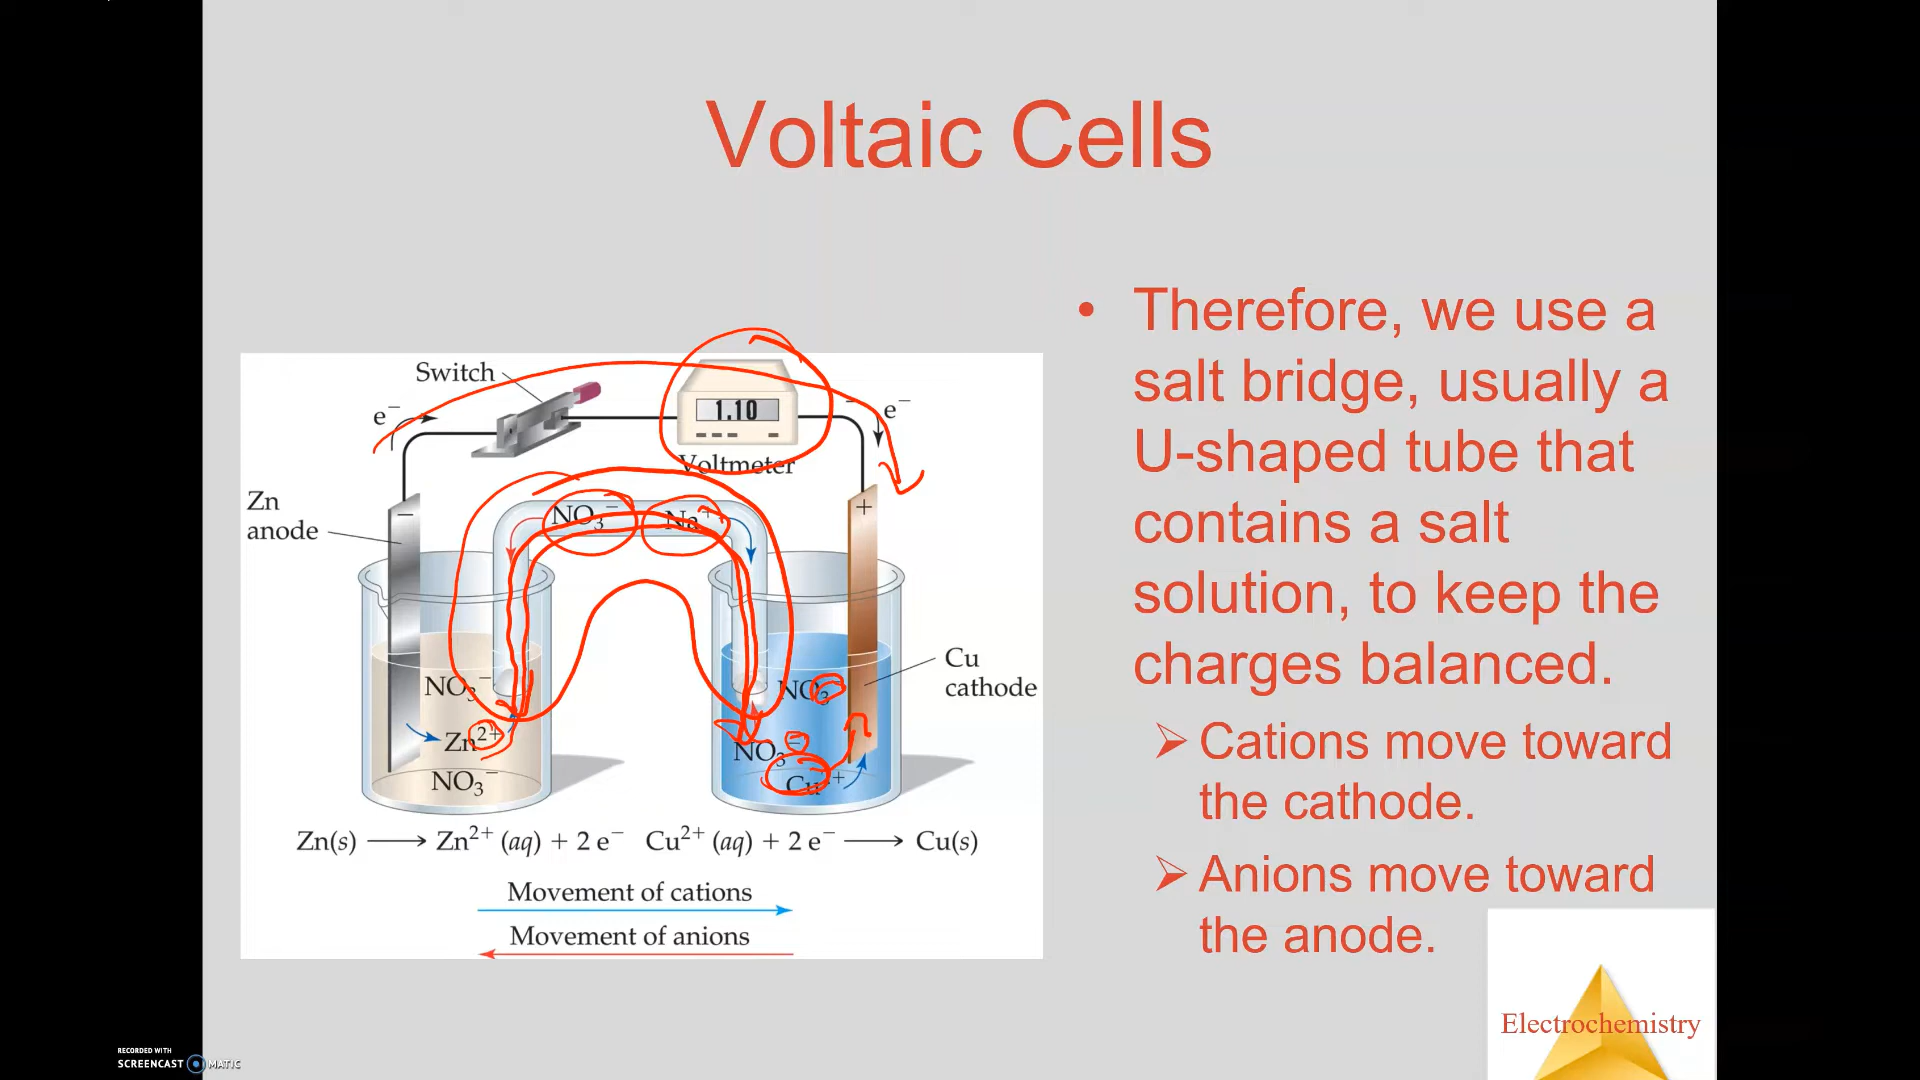 Voltaic Cells
Switch
e⁻
1.10
e⁻
Voltmeter
Zn
anode
−
NO₃⁻
Na⁺
+
Cu
cathode
NO₃⁻
Zn²⁺
NO₃⁻
NO₃⁻
NO₃⁻
Cu²⁺
Zn(s) ⟶ Zn²⁺ (aq) + 2 e⁻
Cu²⁺ (aq) + 2 e⁻ ⟶ Cu(s)
Movement of cations
Movement of anions
• Therefore, we use a
salt bridge, usually a
U-shaped tube that
contains a salt
solution, to keep the
charges balanced.
➢ Cations move toward
the cathode.
➢ Anions move toward
the anode.
Electrochemistry
RECORDED WITH
SCREENCAST MATIC